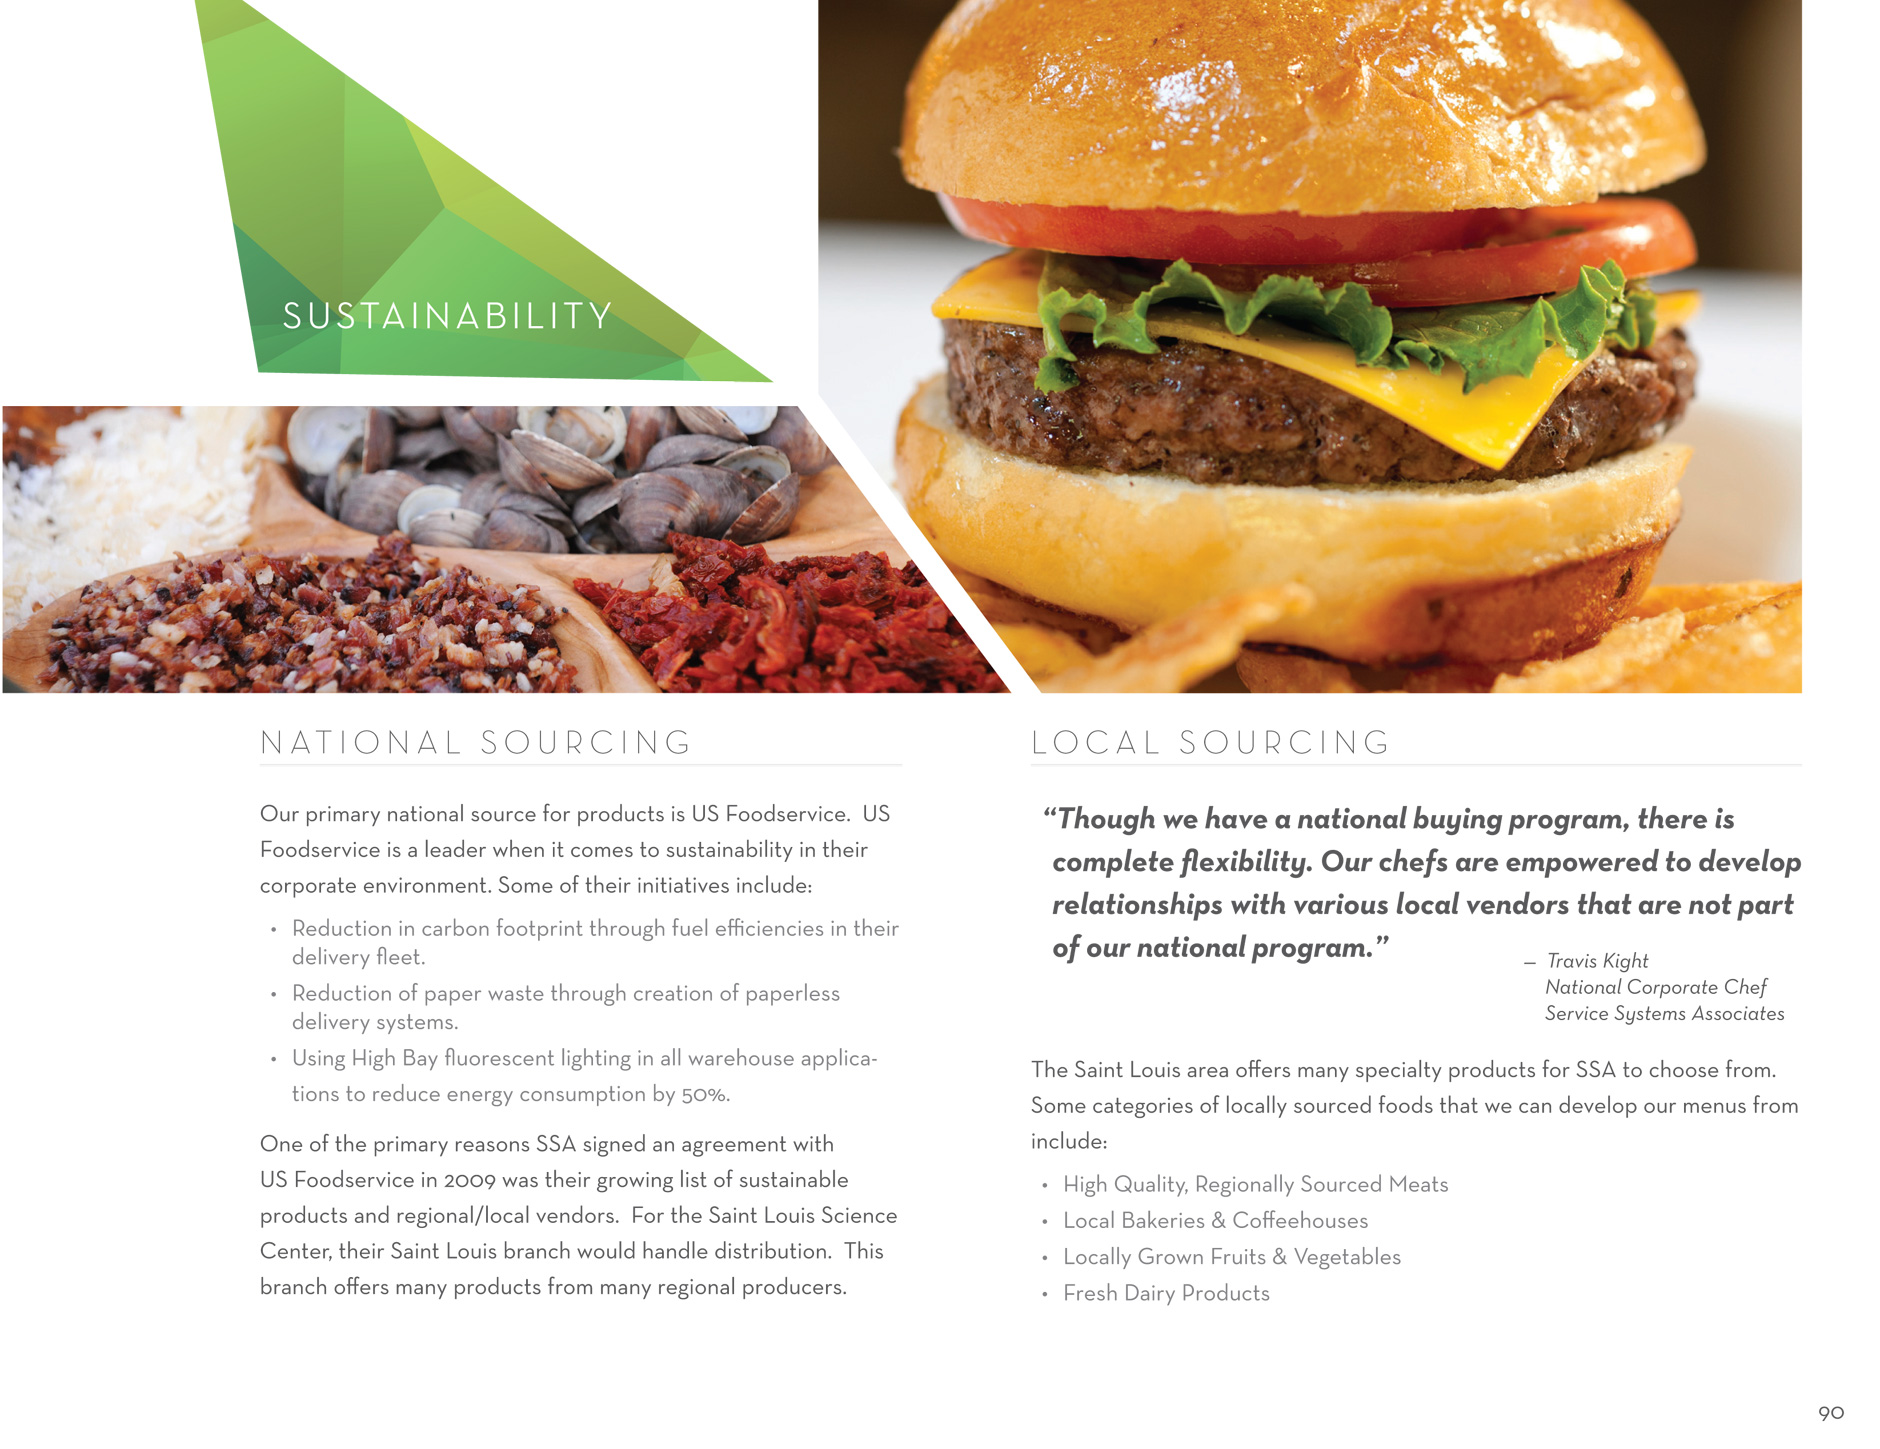 SUSTAINABILITY
NATIONAL SOURCING
Our primary national source for products is US Foodservice.  US
Foodservice is a leader when it comes to sustainability in their
corporate environment. Some of their initiatives include:
• Reduction in carbon footprint through fuel efficiencies in their
delivery fleet.
• Reduction of paper waste through creation of paperless
delivery systems.
• Using High Bay fluorescent lighting in all warehouse applica-
tions to reduce energy consumption by 50%.
One of the primary reasons SSA signed an agreement with
US Foodservice in 2009 was their growing list of sustainable
products and regional/local vendors.  For the Saint Louis Science
Center, their Saint Louis branch would handle distribution.  This
branch offers many products from many regional producers.
LOCAL SOURCING
“Though we have a national buying program, there is
complete flexibility. Our chefs are empowered to develop
relationships with various local vendors that are not part
of our national program.”
– Travis Kight
National Corporate Chef
Service Systems Associates
The Saint Louis area offers many specialty products for SSA to choose from.
Some categories of locally sourced foods that we can develop our menus from
include:
• High Quality, Regionally Sourced Meats
• Local Bakeries & Coffeehouses
• Locally Grown Fruits & Vegetables
• Fresh Dairy Products
90